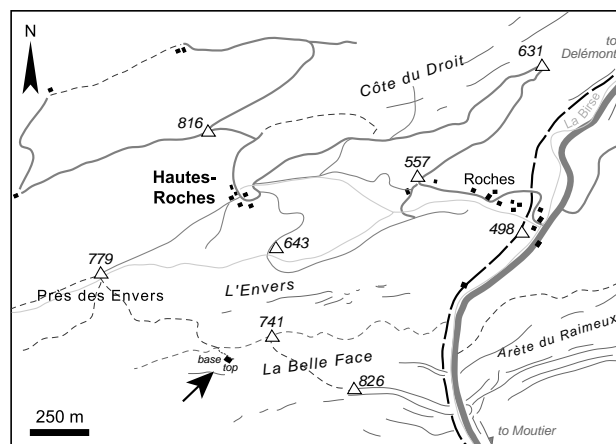 N
631
to
Delémont
Côte du Droit
La Birse
816
557
Hautes-
Roches
Roches
498
643
779
L'Envers
Près des Envers
741
Arête du Raimeux
base
top
La Belle Face
826
250 m
to Moutier